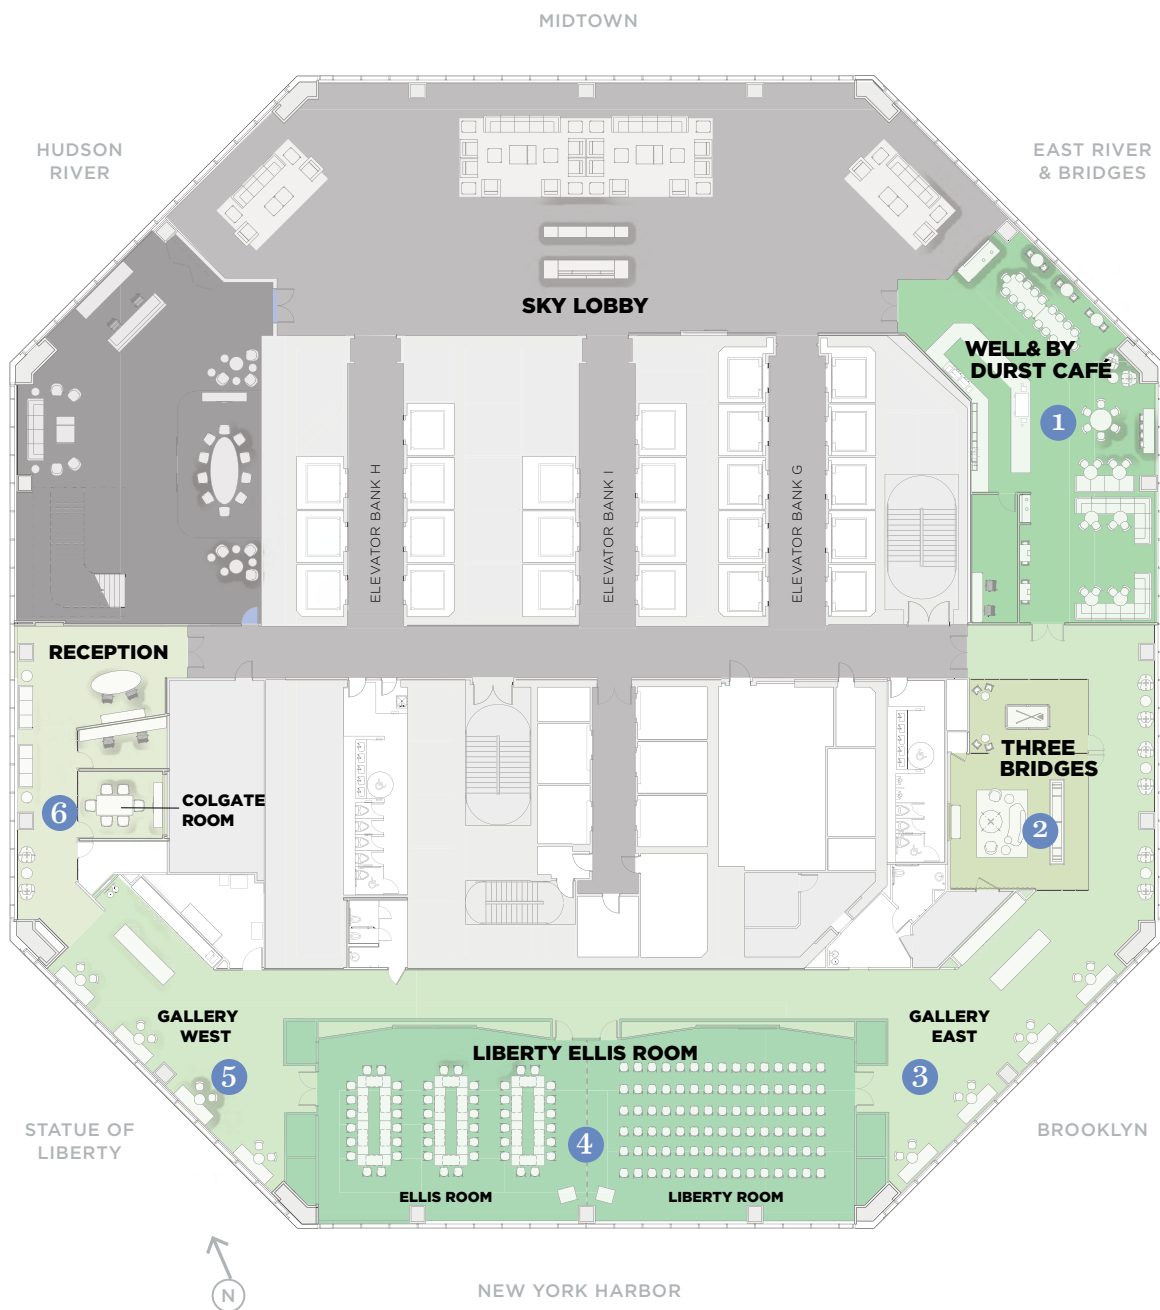 MIDTOWN
HUDSON
RIVER
EAST RIVER
& BRIDGES
SKY LOBBY
WELL& BY
DURST CAFÉ
1
ELEVATOR BANK H
ELEVATOR BANK I
ELEVATOR BANK G
RECEPTION
THREE
BRIDGES
2
COLGATE
ROOM
6
GALLERY
WEST
5
GALLERY
EAST
3
LIBERTY ELLIS ROOM
4
ELLIS ROOM
LIBERTY ROOM
STATUE OF
LIBERTY
BROOKLYN
N
NEW YORK HARBOR